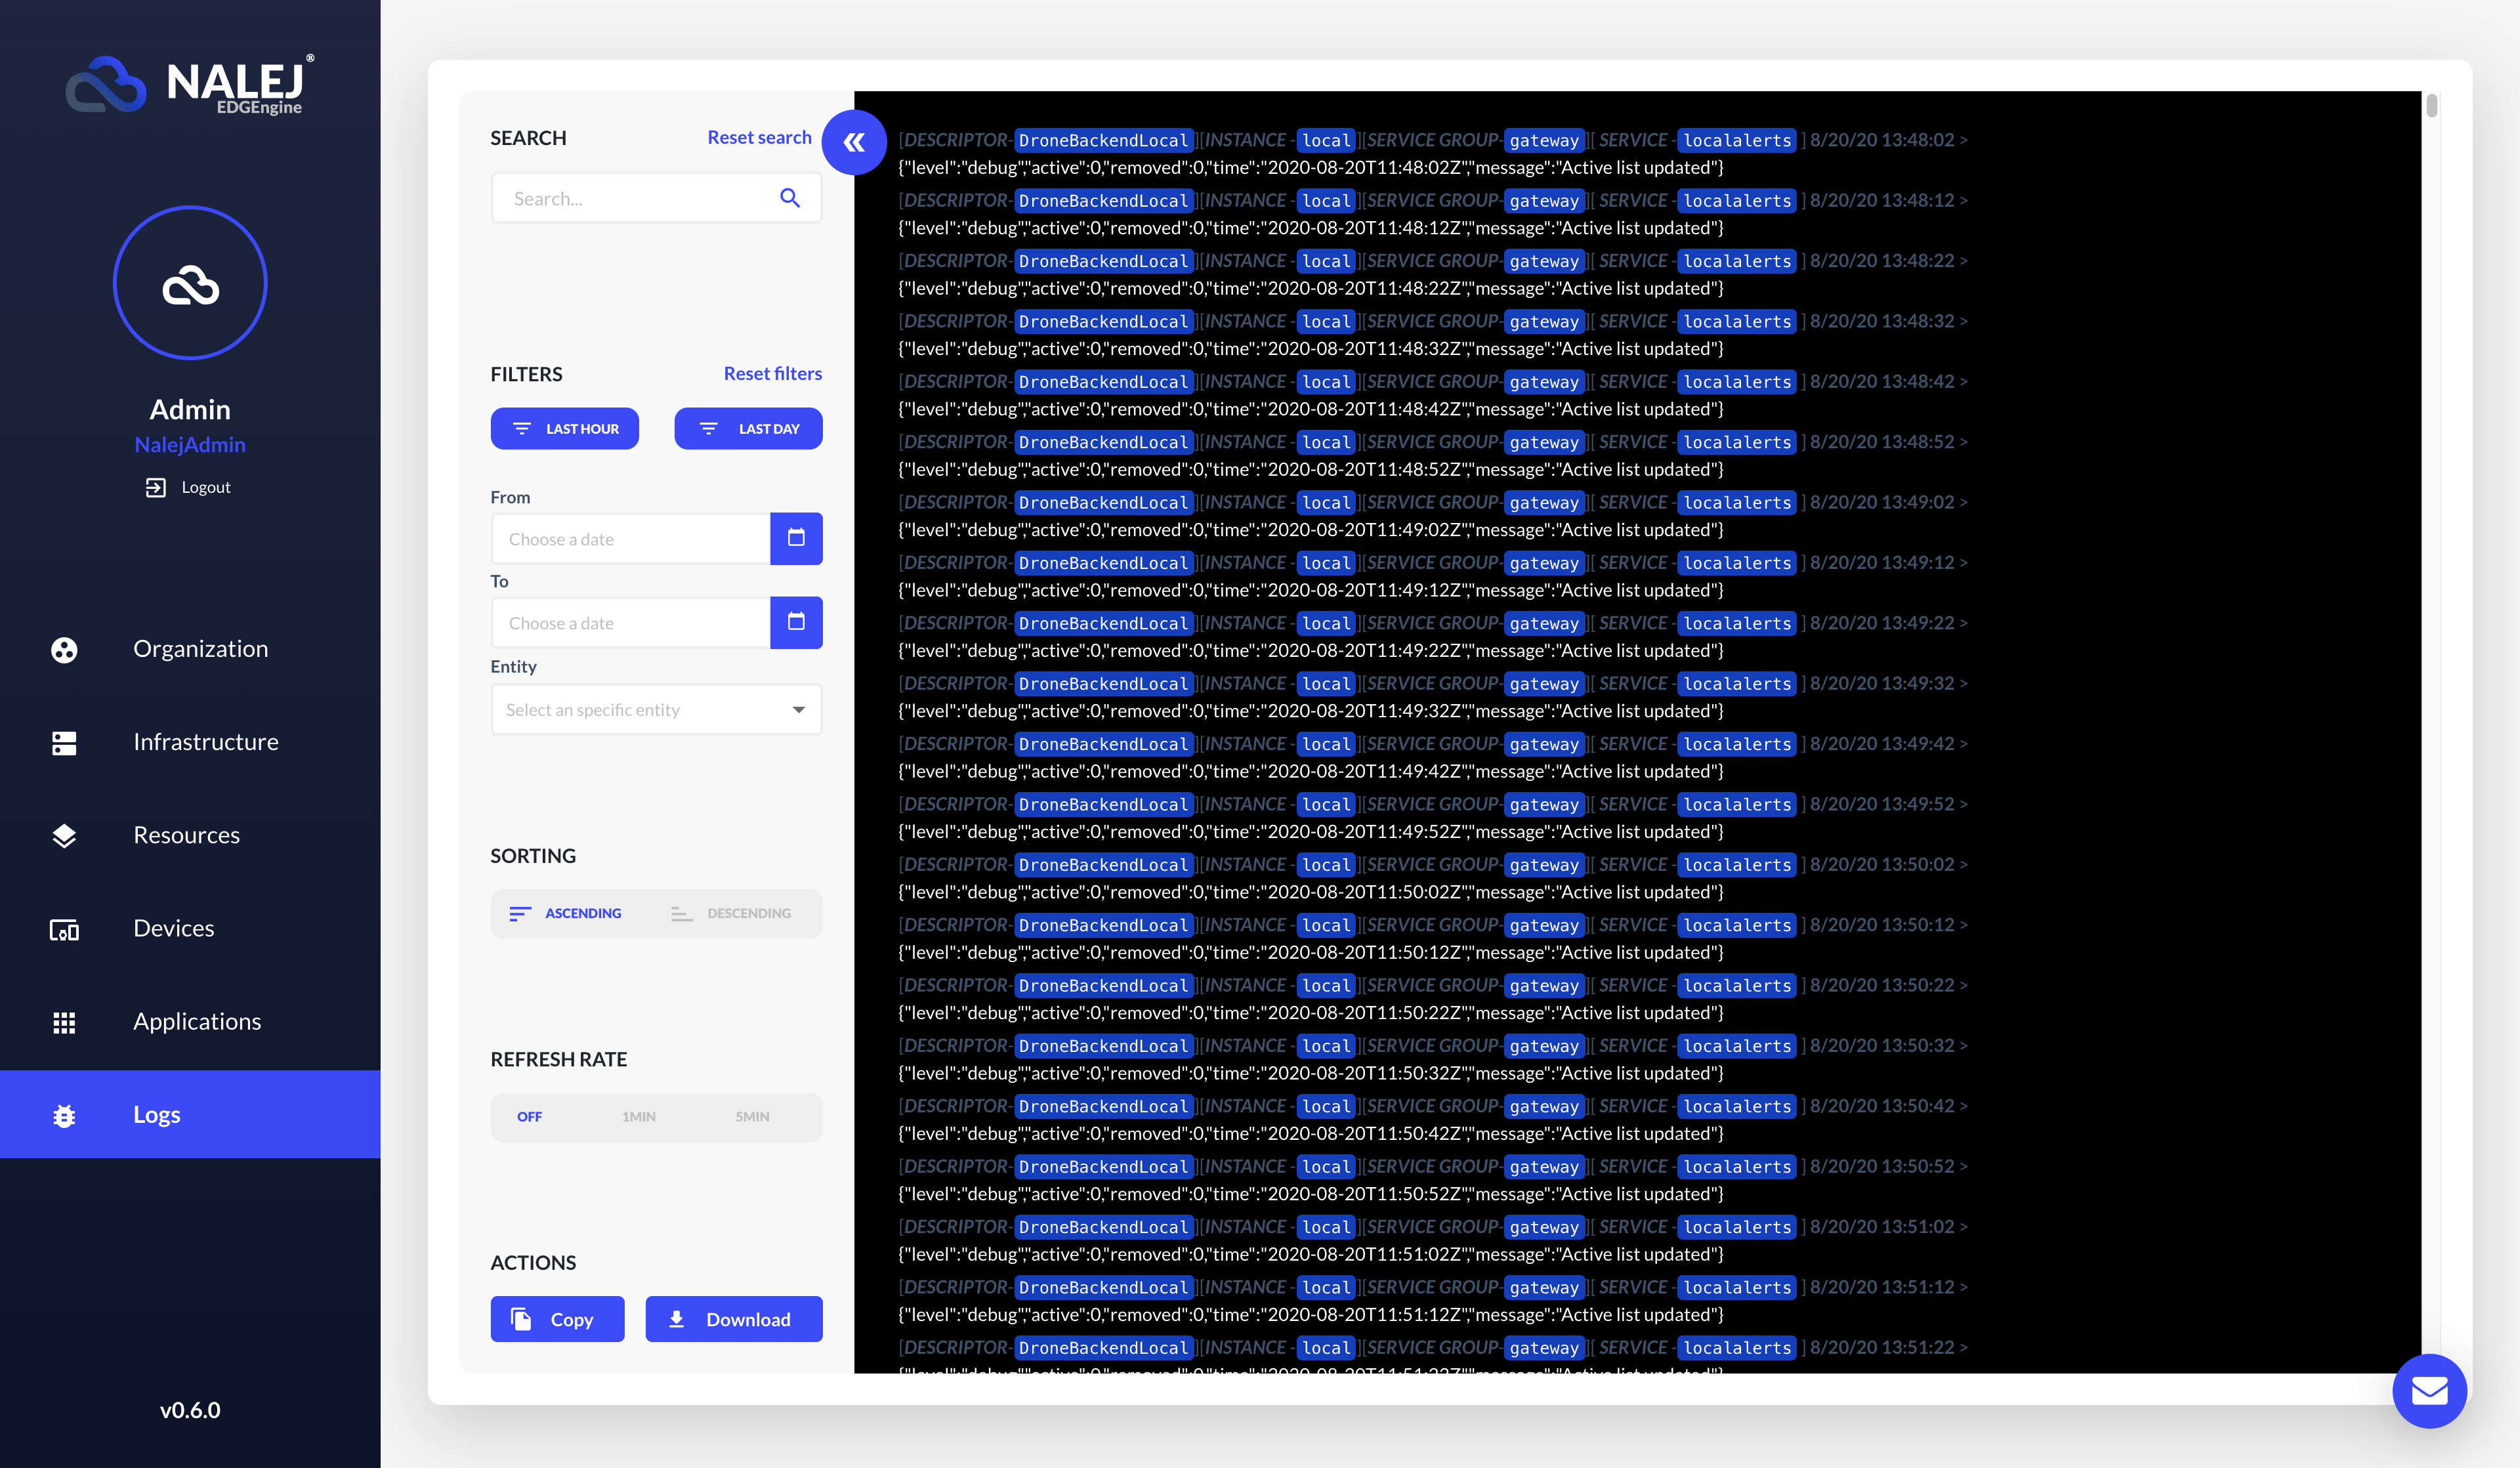 NALEJ®
EDGEngine
Admin
NalejAdmin
Logout
Organization
Infrastructure
Resources
Devices
Applications
Logs
v0.6.0
SEARCH Reset search
Search...
FILTERS Reset filters
LAST HOUR LAST DAY
From
Choose a date
To
Choose a date
Entity
Select an specific entity
SORTING
ASCENDING DESCENDING
REFRESH RATE
OFF 1MIN 5MIN
ACTIONS
Copy Download
[DESCRIPTOR-DroneBackendLocal][INSTANCE -local][SERVICE GROUP-gateway][ SERVICE -localalerts ] 8/20/20 13:48:02 >
{"level":"debug","active":0,"removed":0,"time":"2020-08-20T11:48:02Z","message":"Active list updated"}
[DESCRIPTOR-DroneBackendLocal][INSTANCE -local][SERVICE GROUP-gateway][ SERVICE -localalerts ] 8/20/20 13:48:12 >
{"level":"debug","active":0,"removed":0,"time":"2020-08-20T11:48:12Z","message":"Active list updated"}
[DESCRIPTOR-DroneBackendLocal][INSTANCE -local][SERVICE GROUP-gateway][ SERVICE -localalerts ] 8/20/20 13:48:22 >
{"level":"debug","active":0,"removed":0,"time":"2020-08-20T11:48:22Z","message":"Active list updated"}
[DESCRIPTOR-DroneBackendLocal][INSTANCE -local][SERVICE GROUP-gateway][ SERVICE -localalerts ] 8/20/20 13:48:32 >
{"level":"debug","active":0,"removed":0,"time":"2020-08-20T11:48:32Z","message":"Active list updated"}
[DESCRIPTOR-DroneBackendLocal][INSTANCE -local][SERVICE GROUP-gateway][ SERVICE -localalerts ] 8/20/20 13:48:42 >
{"level":"debug","active":0,"removed":0,"time":"2020-08-20T11:48:42Z","message":"Active list updated"}
[DESCRIPTOR-DroneBackendLocal][INSTANCE -local][SERVICE GROUP-gateway][ SERVICE -localalerts ] 8/20/20 13:48:52 >
{"level":"debug","active":0,"removed":0,"time":"2020-08-20T11:48:52Z","message":"Active list updated"}
[DESCRIPTOR-DroneBackendLocal][INSTANCE -local][SERVICE GROUP-gateway][ SERVICE -localalerts ] 8/20/20 13:49:02 >
{"level":"debug","active":0,"removed":0,"time":"2020-08-20T11:49:02Z","message":"Active list updated"}
[DESCRIPTOR-DroneBackendLocal][INSTANCE -local][SERVICE GROUP-gateway][ SERVICE -localalerts ] 8/20/20 13:49:12 >
{"level":"debug","active":0,"removed":0,"time":"2020-08-20T11:49:12Z","message":"Active list updated"}
[DESCRIPTOR-DroneBackendLocal][INSTANCE -local][SERVICE GROUP-gateway][ SERVICE -localalerts ] 8/20/20 13:49:22 >
{"level":"debug","active":0,"removed":0,"time":"2020-08-20T11:49:22Z","message":"Active list updated"}
[DESCRIPTOR-DroneBackendLocal][INSTANCE -local][SERVICE GROUP-gateway][ SERVICE -localalerts ] 8/20/20 13:49:32 >
{"level":"debug","active":0,"removed":0,"time":"2020-08-20T11:49:32Z","message":"Active list updated"}
[DESCRIPTOR-DroneBackendLocal][INSTANCE -local][SERVICE GROUP-gateway][ SERVICE -localalerts ] 8/20/20 13:49:42 >
{"level":"debug","active":0,"removed":0,"time":"2020-08-20T11:49:42Z","message":"Active list updated"}
[DESCRIPTOR-DroneBackendLocal][INSTANCE -local][SERVICE GROUP-gateway][ SERVICE -localalerts ] 8/20/20 13:49:52 >
{"level":"debug","active":0,"removed":0,"time":"2020-08-20T11:49:52Z","message":"Active list updated"}
[DESCRIPTOR-DroneBackendLocal][INSTANCE -local][SERVICE GROUP-gateway][ SERVICE -localalerts ] 8/20/20 13:50:02 >
{"level":"debug","active":0,"removed":0,"time":"2020-08-20T11:50:02Z","message":"Active list updated"}
[DESCRIPTOR-DroneBackendLocal][INSTANCE -local][SERVICE GROUP-gateway][ SERVICE -localalerts ] 8/20/20 13:50:12 >
{"level":"debug","active":0,"removed":0,"time":"2020-08-20T11:50:12Z","message":"Active list updated"}
[DESCRIPTOR-DroneBackendLocal][INSTANCE -local][SERVICE GROUP-gateway][ SERVICE -localalerts ] 8/20/20 13:50:22 >
{"level":"debug","active":0,"removed":0,"time":"2020-08-20T11:50:22Z","message":"Active list updated"}
[DESCRIPTOR-DroneBackendLocal][INSTANCE -local][SERVICE GROUP-gateway][ SERVICE -localalerts ] 8/20/20 13:50:32 >
{"level":"debug","active":0,"removed":0,"time":"2020-08-20T11:50:32Z","message":"Active list updated"}
[DESCRIPTOR-DroneBackendLocal][INSTANCE -local][SERVICE GROUP-gateway][ SERVICE -localalerts ] 8/20/20 13:50:42 >
{"level":"debug","active":0,"removed":0,"time":"2020-08-20T11:50:42Z","message":"Active list updated"}
[DESCRIPTOR-DroneBackendLocal][INSTANCE -local][SERVICE GROUP-gateway][ SERVICE -localalerts ] 8/20/20 13:50:52 >
{"level":"debug","active":0,"removed":0,"time":"2020-08-20T11:50:52Z","message":"Active list updated"}
[DESCRIPTOR-DroneBackendLocal][INSTANCE -local][SERVICE GROUP-gateway][ SERVICE -localalerts ] 8/20/20 13:51:02 >
{"level":"debug","active":0,"removed":0,"time":"2020-08-20T11:51:02Z","message":"Active list updated"}
[DESCRIPTOR-DroneBackendLocal][INSTANCE -local][SERVICE GROUP-gateway][ SERVICE -localalerts ] 8/20/20 13:51:12 >
{"level":"debug","active":0,"removed":0,"time":"2020-08-20T11:51:12Z","message":"Active list updated"}
[DESCRIPTOR-DroneBackendLocal][INSTANCE -local][SERVICE GROUP-gateway][ SERVICE -localalerts ] 8/20/20 13:51:22 >